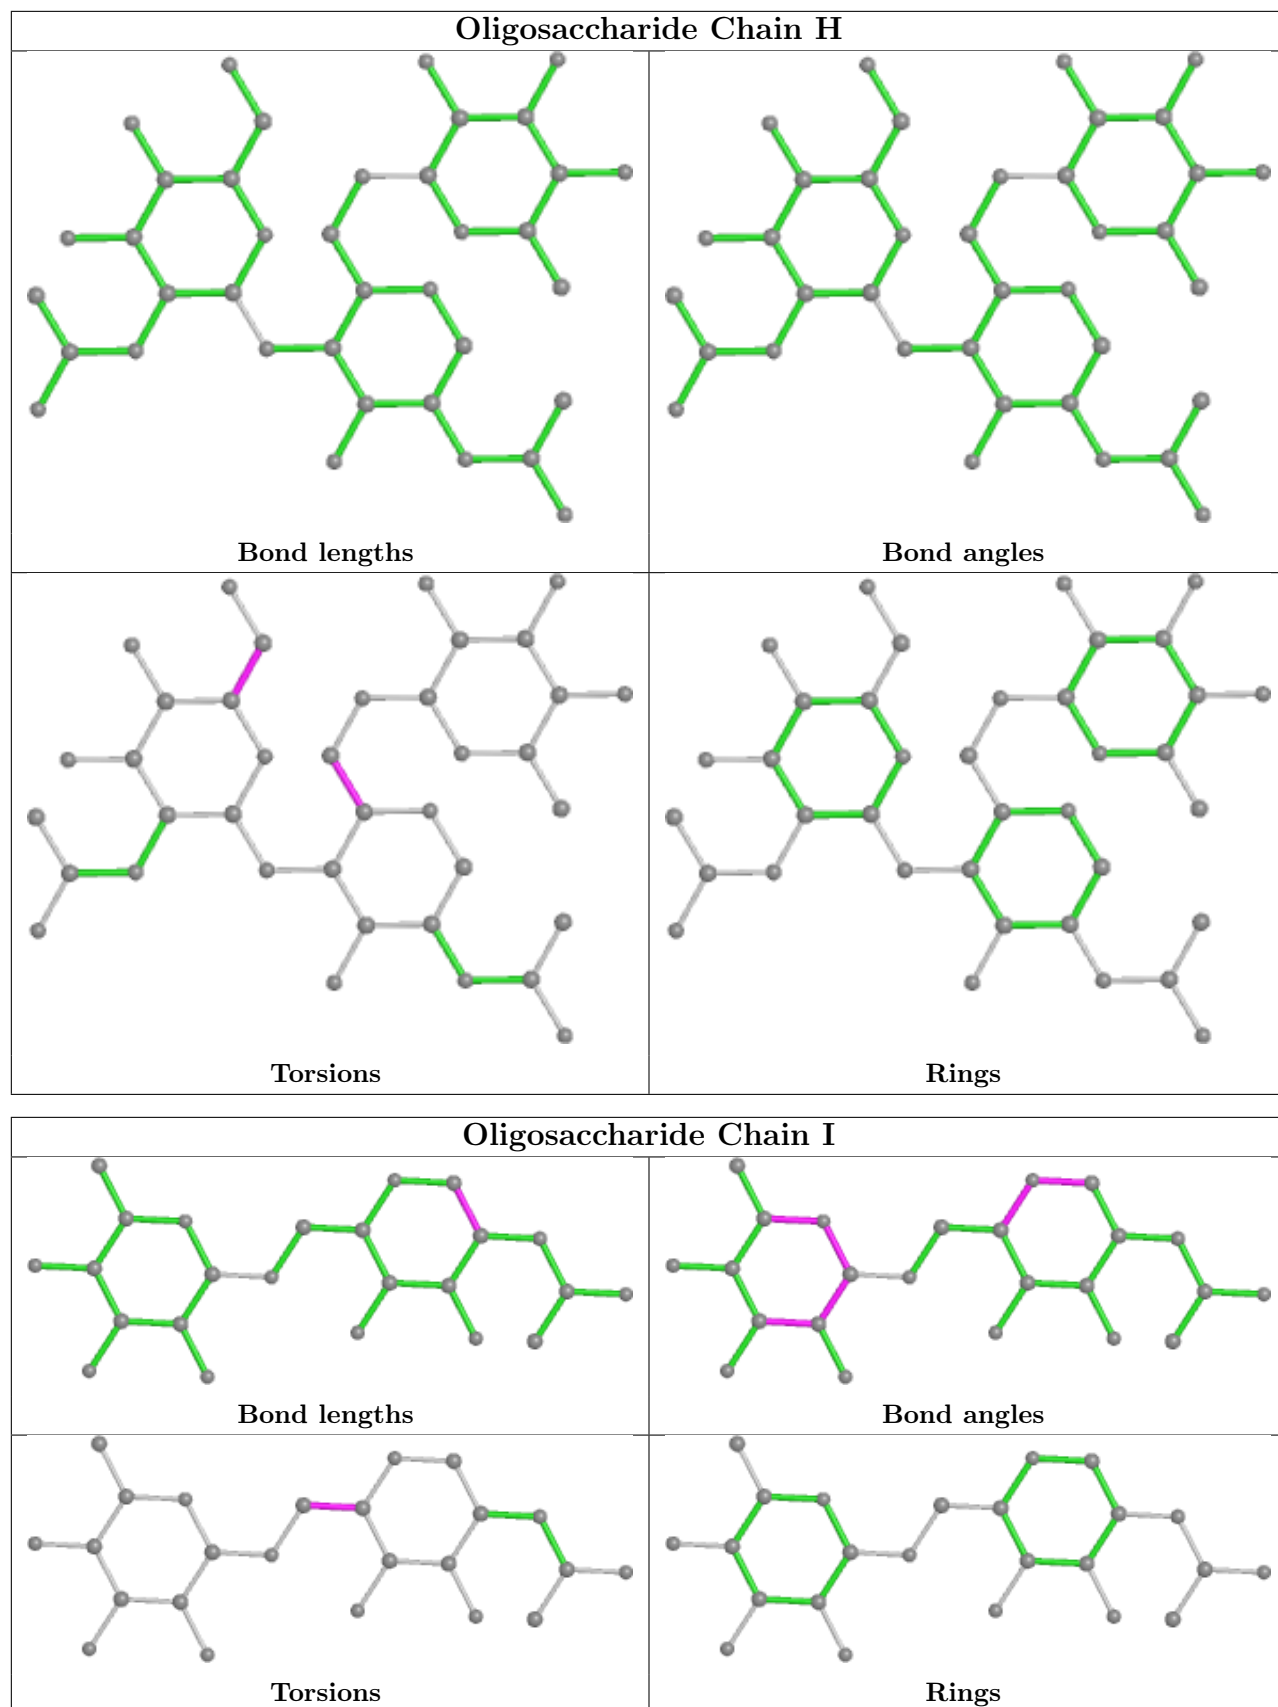 Oligosaccharide Chain H
Bond lengths
Bond angles
Torsions
Rings
Oligosaccharide Chain I
Bond lengths
Bond angles
Torsions
Rings